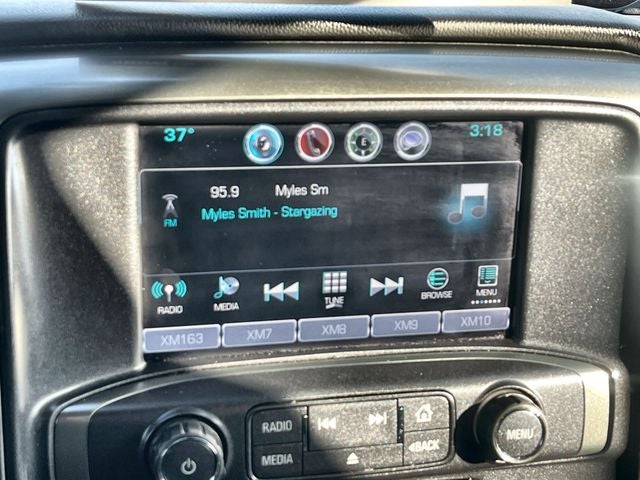 37° 3:18
95.9 Myles Sm
FM Myles Smith - Stargazing
RADIO MEDIA TUNE BROWSE MENU
XM163 XM7 XM8 XM9 XM10
RADIO
MEDIA BACK
MENU